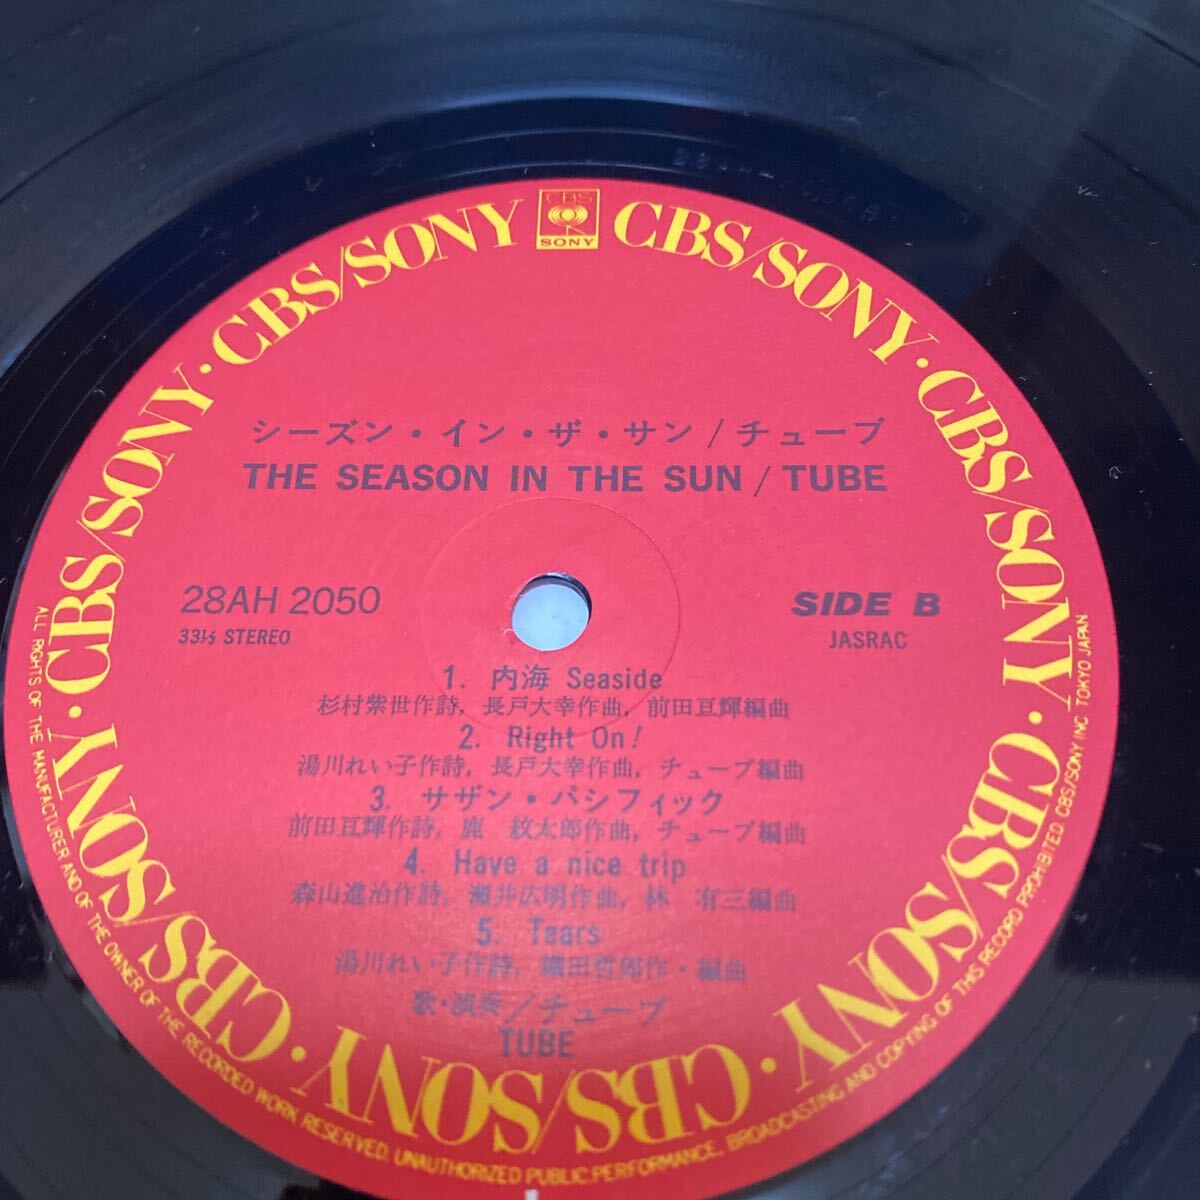 CBS
SONY
CBS/SONY · CBS/SONY · CBS/SONY · CBS/SONY · CBS/SONY · CBS/SONY · CBS/SONY · CBS/SONY · CBS/SONY · CBS/SONY
シーズン・イン・ザ・サン/チューブ
THE SEASON IN THE SUN / TUBE
28AH 2050
33⅓ STEREO
SIDE B
JASRAC
1. 内海 Seaside
杉村紫世作詩, 長戸大幸作曲, 前田亘輝編曲
2. Right On!
湯川れい子作詩, 長戸大幸作曲, チューブ編曲
3. サザン・パシフィック
前田亘輝作詩, 鹿 紋太郎作曲, チューブ編曲
4. Have a nice trip
森山進治作詩, 瀬井広明作曲, 林 有三編曲
5. Tears
湯川れい子作詩, 織田哲郎作・編曲
歌・演奏/チューブ
TUBE
ALL RIGHTS OF THE MANUFACTURER AND OF THE OWNER OF THE RECORDED WORK RESERVED. UNAUTHORIZED PUBLIC PERFORMANCE, BROADCASTING AND COPYING OF THIS RECORD PROHIBITED. CBS/SONY INC. TOKYO JAPAN